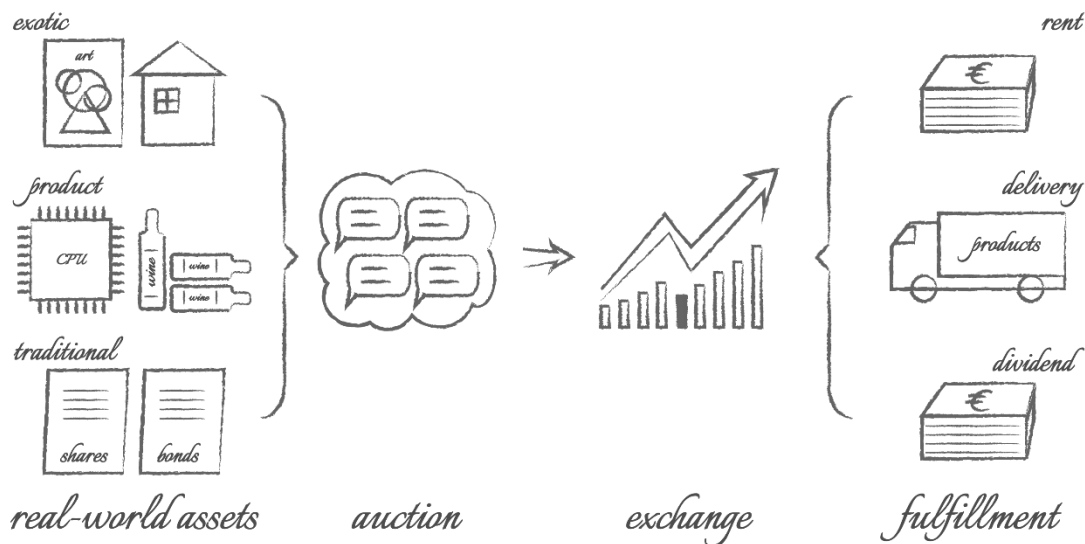 exotic
art
product
CPU
wine
wine
wine
traditional
shares
bonds
real-world assets
auction
exchange
rent
€
delivery
products
dividend
€
fulfillment